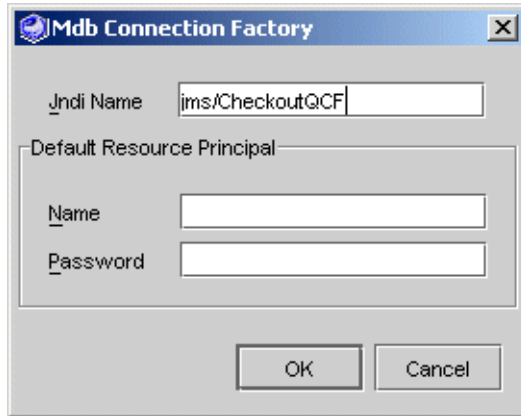 Mdb Connection Factory
Jndi Name jms/CheckoutQCF
Default Resource Principal
Name
Password
OK Cancel